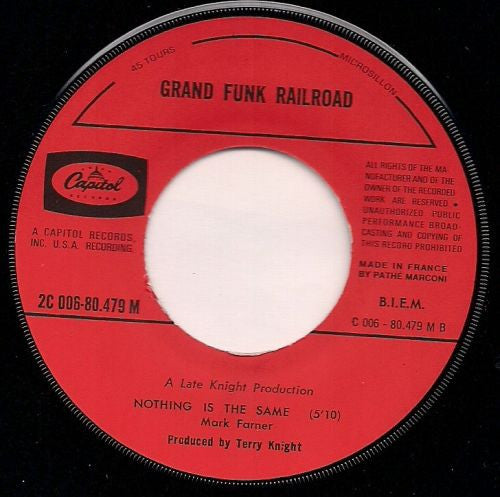 45 TOURS
MICROSILLON
GRAND FUNK RAILROAD
Capitol
RECORDS
A CAPITOL RECORDS,
INC. U.S.A. RECORDING
ALL RIGHTS OF THE MA-
NUFACTURER AND OF THE
OWNER OF THE RECORDED
WORK ARE RESERVED •
UNAUTHORIZED PUBLIC
PERFORMANCE BROAD-
CASTING AND COPYING OF
THIS RECORD PROHIBITED
MADE IN FRANCE
BY PATHÉ MARCONI
2C 006-80.479 M
B.I.E.M.
C 006 - 80.479 M B
A Late Knight Production
NOTHING IS THE SAME (5'10)
Mark Farner
Produced by Terry Knight